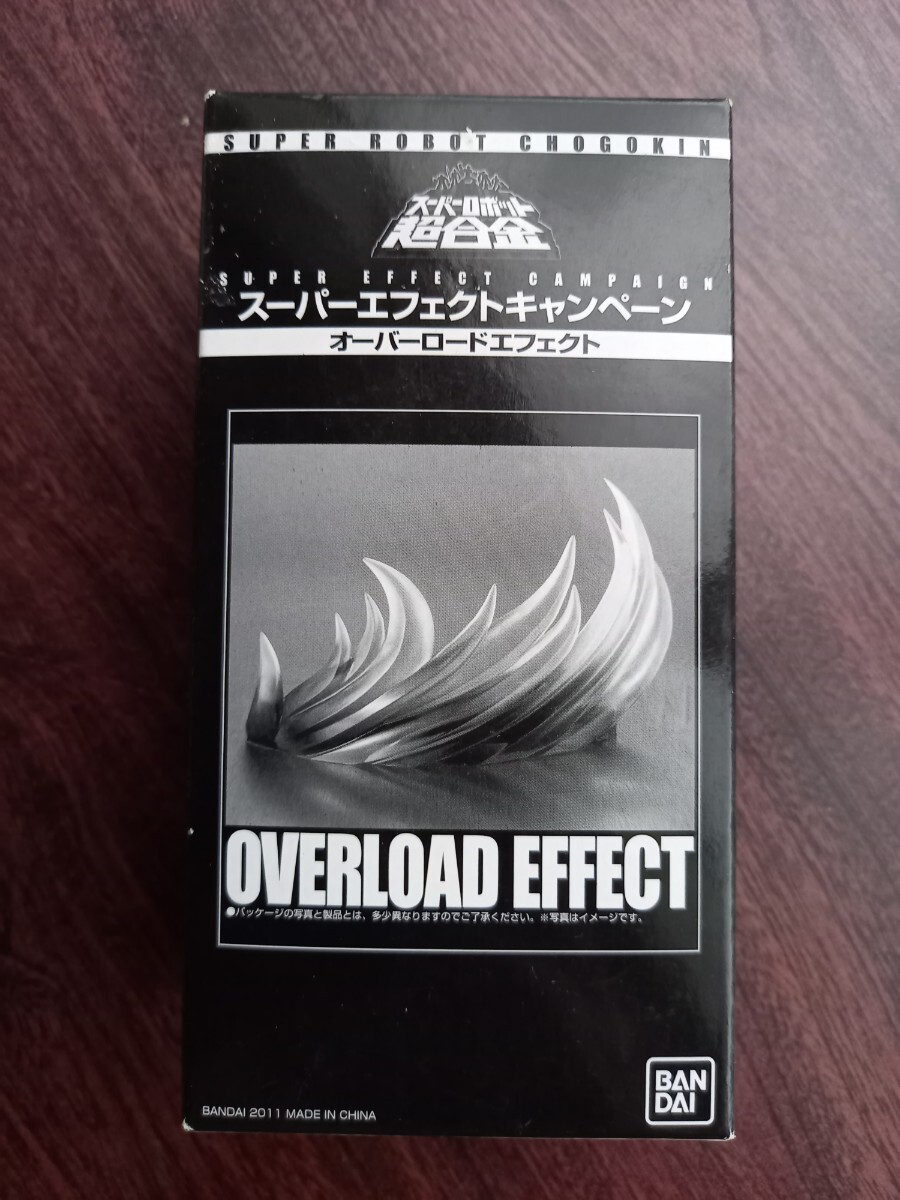 SUPER ROBOT CHOGOKIN
スーパーロボット
超合金
SUPER EFFECT CAMPAIGN
スーパーエフェクトキャンペーン
オーバーロードエフェクト
OVERLOAD EFFECT
●パッケージの写真と製品とは、多少異なりますのでご了承ください。※写真はイメージです。
BANDAI 2011 MADE IN CHINA
BAN
DAI